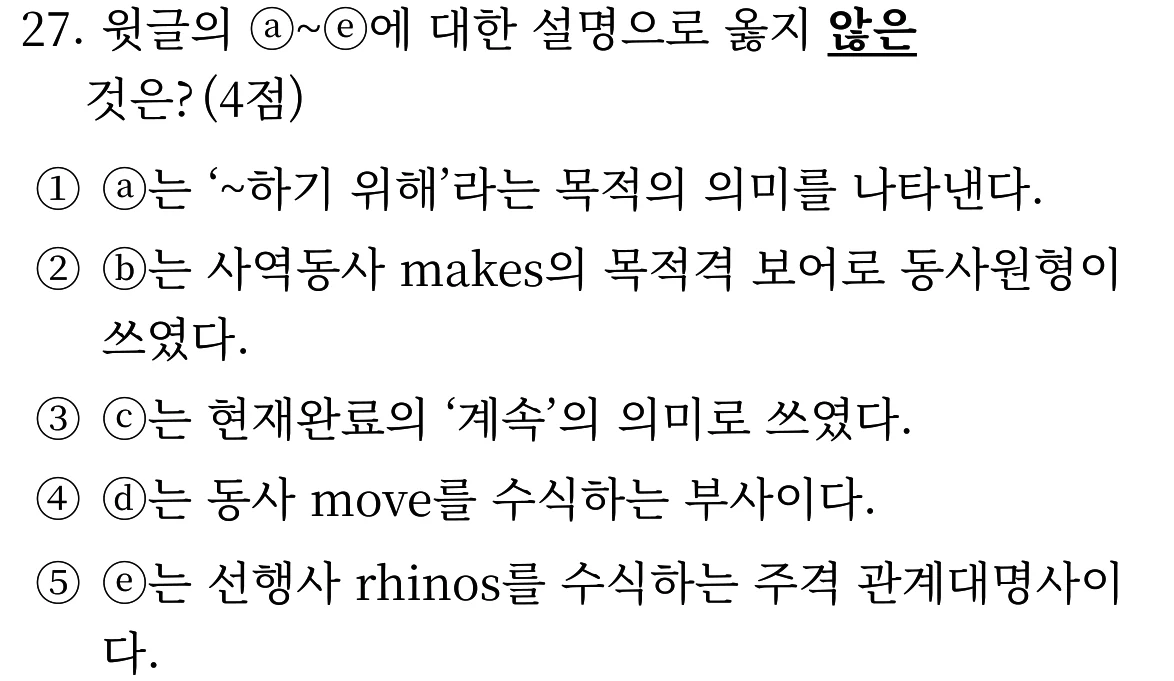 27. 윗글의 ⓐ~ⓔ에 대한 설명으로 옳지 않은
것은? (4점)
① ⓐ는 ‘~하기 위해’라는 목적의 의미를 나타낸다.
② ⓑ는 사역동사 makes의 목적격 보어로 동사원형이
쓰였다.
③ ⓒ는 현재완료의 ‘계속’의 의미로 쓰였다.
④ ⓓ는 동사 move를 수식하는 부사이다.
⑤ ⓔ는 선행사 rhinos를 수식하는 주격 관계대명사이
다.